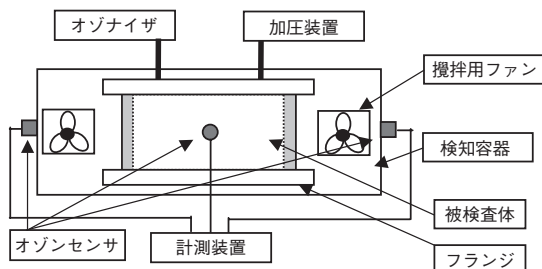 オゾナイザ
加圧装置
攪拌用ファン
検知容器
被検査体
オゾンセンサ
計測装置
フランジ